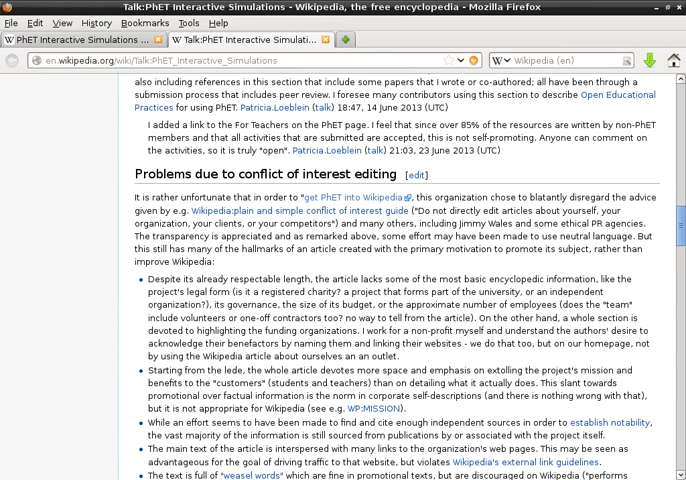 Talk:PhET Interactive Simulations - Wikipedia, the free encyclopedia - Mozilla Firefox
File Edit View History Bookmarks Tools Help
PhET Interactive Simulations ...
Talk:PhET Interactive Simulati...
en.wikipedia.org/wiki/Talk:PhET_Interactive_Simulations
Wikipedia (en)
also including references in this section that include some papers that I wrote or co-authored; all have been through a
submission process that includes peer review. I foresee many contributors using this section to describe Open Educational
Practices for using PhET. Patricia.Loeblein (talk) 18:47, 14 June 2013 (UTC)
I added a link to the For Teachers on the PhET page. I feel that since over 85% of the resources are written by non-PhET
members and that all activities that are submitted are accepted, this is not self-promoting. Anyone can comment on
the activities, so it is truly "open". Patricia.Loeblein (talk) 21:03, 23 June 2013 (UTC)
Problems due to conflict of interest editing [edit]
It is rather unfortunate that in order to "get PhET into Wikipedia , this organization chose to blatantly disregard the advice
given by e.g. Wikipedia:plain and simple conflict of interest guide ("Do not directly edit articles about yourself, your
organization, your clients, or your competitors") and many others, including Jimmy Wales and some ethical PR agencies.
The transparency is appreciated and as remarked above, some effort may have been made to use neutral language. But
this still has many of the hallmarks of an article created with the primary motivation to promote its subject, rather than
improve Wikipedia:
Despite its already respectable length, the article lacks some of the most basic encyclopedic information, like the
project's legal form (is it a registered charity? a project that forms part of the university, or an independent
organization?), its governance, the size of its budget, or the approximate number of employees (does the "team"
include volunteers or one-off contractors too? no way to tell from the article). On the other hand, a whole section is
devoted to highlighting the funding organizations. I work for a non-profit myself and understand the authors' desire to
acknowledge their benefactors by naming them and linking their websites - we do that too, but on our homepage, not
by using the Wikipedia article about ourselves an an outlet.
Starting from the lede, the whole article devotes more space and emphasis on extolling the project's mission and
benefits to the "customers" (students and teachers) than on detailing what it actually does. This slant towards
promotional over factual information is the norm in corporate self-descriptions (and there is nothing wrong with that),
but it is not appropriate for Wikipedia (see e.g. WP:MISSION).
While an effort seems to have been made to find and cite enough independent sources in order to establish notability,
the vast majority of the information is still sourced from publications by or associated with the project itself.
The main text of the article is interspersed with many links to the organization's web pages. This may be seen as
advantageous for the goal of driving traffic to that website, but violates Wikipedia's external link guidelines.
The text is full of "weasel words" which are fine in promotional texts, but are discouraged on Wikipedia ("performs